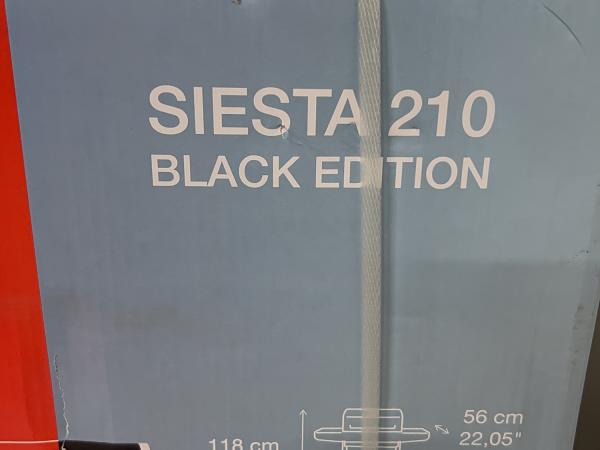 SIESTA 210
BLACK EDITION
56 cm
118 cm
22,05"